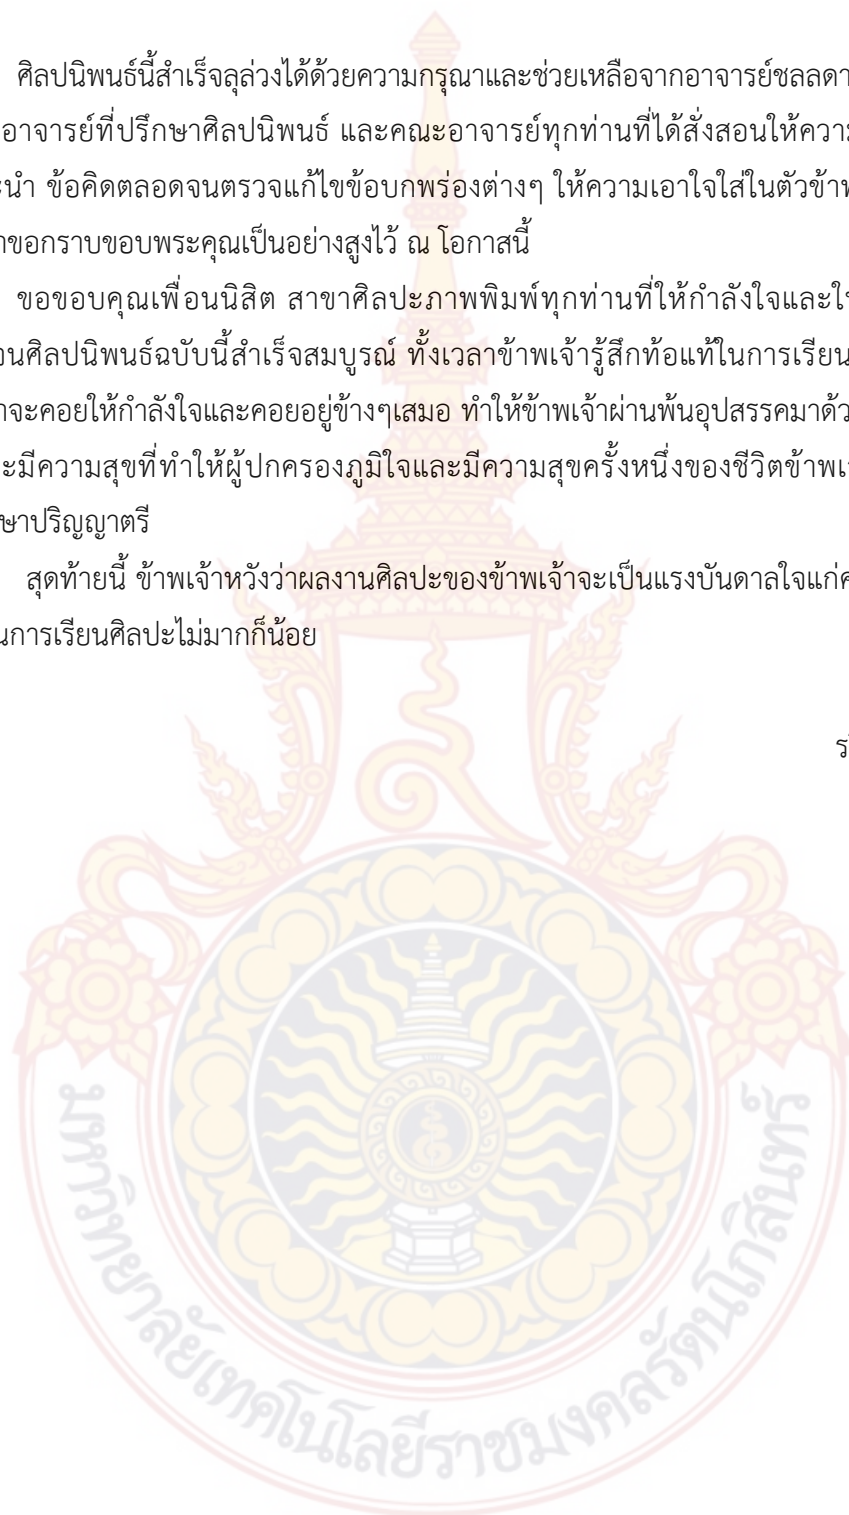 ศิลปนิพนธ์นี้สำเร็จลุล่วงได้ด้วยความกรุณาและช่วยเหลือจากอาจารย์ชลลดา
อาจารย์ที่ปรึกษาศิลปนิพนธ์ และคณะอาจารย์ทุกท่านที่ได้สั่งสอนให้ความ
ข้อคิดตลอดจนตรวจแก้ไขข้อบกพร่องต่างๆ ให้ความเอาใจใส่ในตัว
ขอกราบขอบพระคุณเป็นอย่างสูงไว้ ณ โอกาสนี้
ขอขอบคุณเพื่อนนิสิต สาขาศิลปะภาพพิมพ์ทุกท่านที่ให้กำลังใจและ
จนศิลปนิพนธ์ฉบับนี้สำเร็จสมบูรณ์ ทั้งเวลาข้าพเจ้ารู้สึกท้อแท้ในการเรียน
จะคอยให้กำลังใจและคอยอยู่ข้างๆเสมอ ทำให้ข้าพเจ้าผ่านพ้นอุปสรรคมา
มีความสุขที่ทำให้ผู้ปกครองภูมิใจและมีความสุขครั้งหนึ่งของชีวิต
ษาปริญญาตรี
สุดท้ายนี้ ข้าพเจ้าหวังว่าผลงานศิลปะของข้าพเจ้าจะเป็นแรงบันดาลใจแก่
นการเรียนศิลปะไม่มากก็น้อย
มหาวิทยาลัยเทคโนโลยีราชมงคลรัตนโกสินทร์